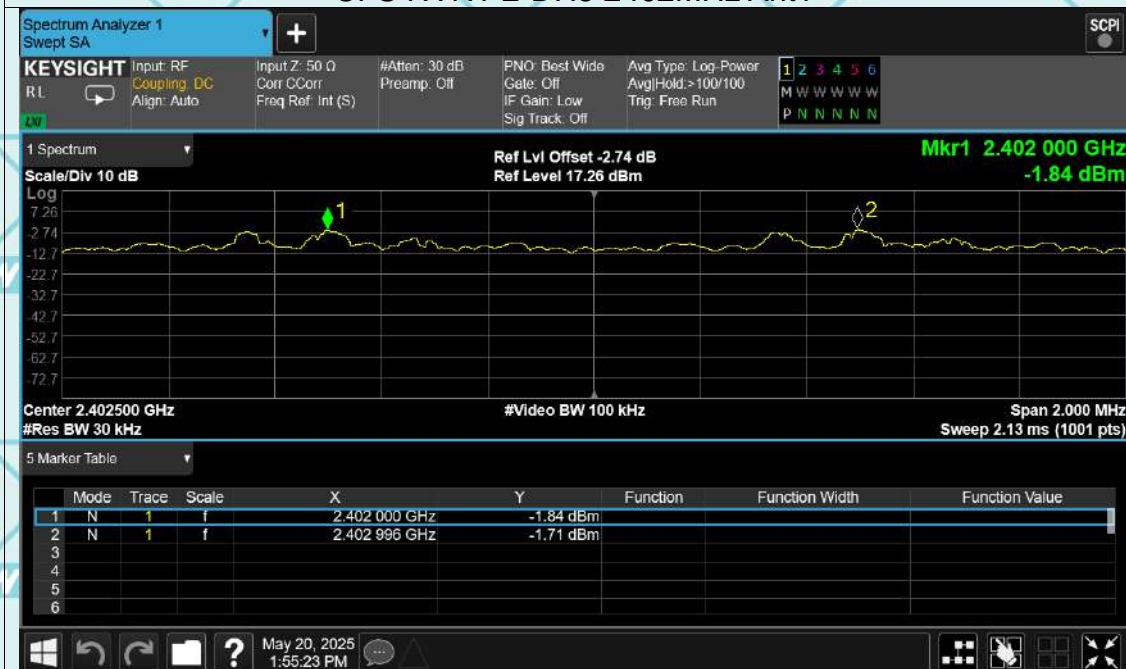 Spectrum Analyzer 1
Swept SA
+
SCPI
KEYSIGHT Input: RF Input Z: 50 Ω #Atten: 30 dB PNO: Best Wide Avg Type: Log-Power 1 2 3 4 5 6
RL Coupling: DC Corr CCorr Preamp: Off Gate: Off Avg|Hold:>100/100 M W W W W W
Align: Auto Freq Ref: Int (S) IF Gain: Low Trig: Free Run P N N N N N
LXI Sig Track: Off
1 Spectrum Ref Lvl Offset -2.74 dB Mkr1 2.402 000 GHz
Scale/Div 10 dB Ref Level 17.26 dBm -1.84 dBm
Log
7.26 1 2
-2.74
-12.7
-22.7
-32.7
-42.7
-52.7
-62.7
-72.7
Center 2.402500 GHz #Video BW 100 kHz Span 2.000 MHz
#Res BW 30 kHz Sweep 2.13 ms (1001 pts)
5 Marker Table
Mode Trace Scale X Y Function Function Width Function Value
1 N 1 f 2.402 000 GHz -1.84 dBm
2 N 1 f 2.402 996 GHz -1.71 dBm
3
4
5
6
? May 20, 2025
1:55:23 PM